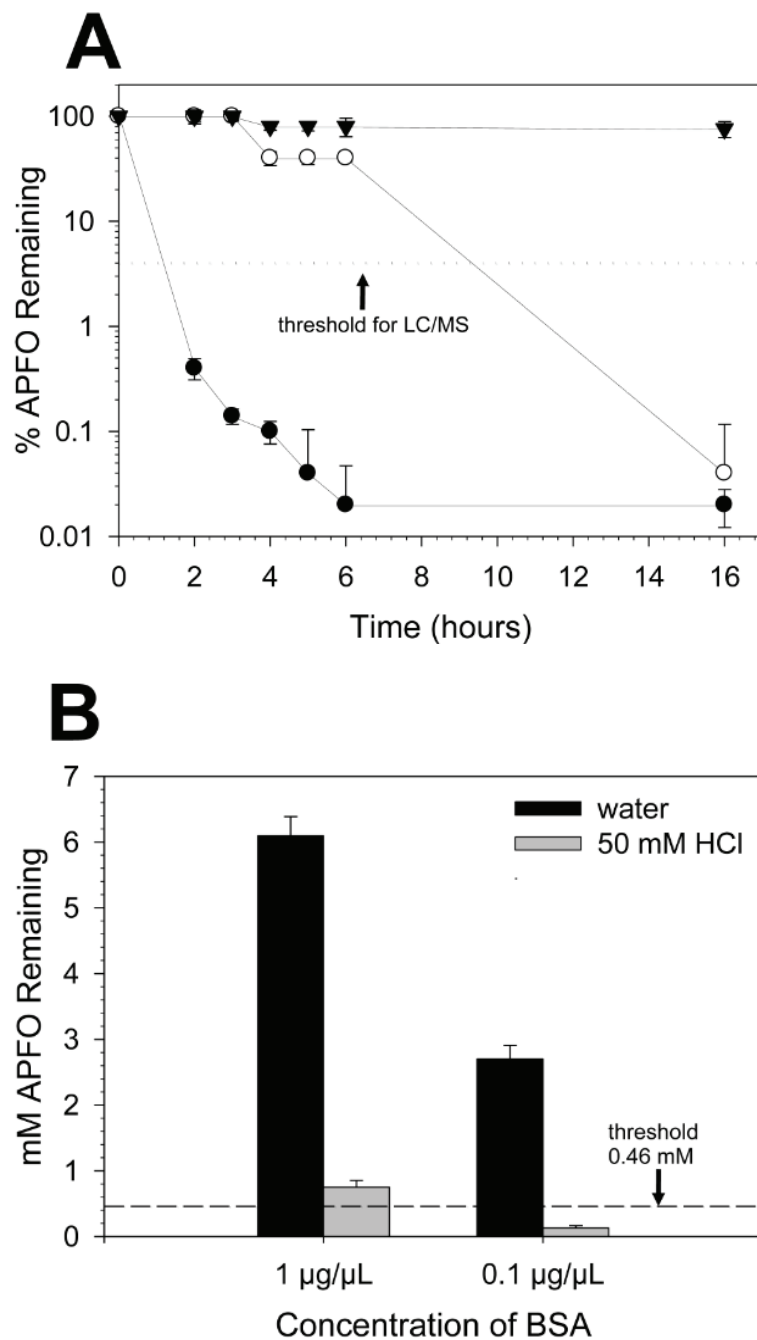 A
% APFO Remaining
100
10
1
0.1
0.01
threshold for LC/MS
0 2 4 6 8 10 12 14 16
Time (hours)
B
mM APFO Remaining
7
6
5
4
3
2
1
0
water
50 mM HCl
threshold
0.46 mM
1 µg/µL 0.1 µg/µL
Concentration of BSA